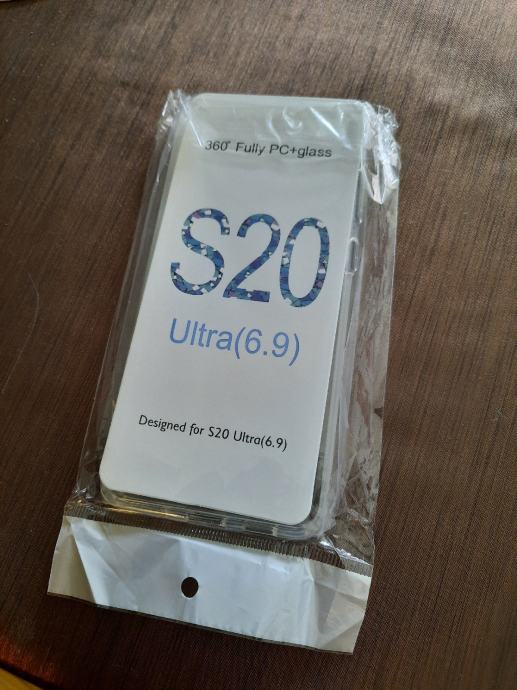 360° Fully PC+glass
S20
Ultra(6.9)
Designed for S20 Ultra(6.9)